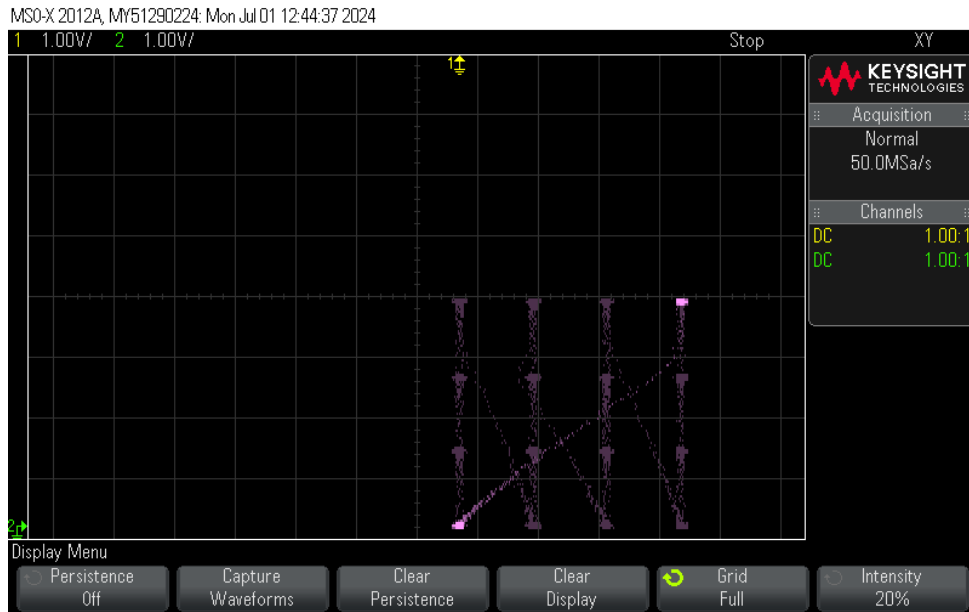 MSO-X 2012A, MY51290224: Mon Jul 01 12:44:37 2024
1 1.00V/ 2 1.00V/ Stop XY
1
KEYSIGHT
TECHNOLOGIES
Acquisition
Normal
50.0MSa/s
Channels
DC 1.00:1
DC 1.00:1
2
Display Menu
Persistence
Off
Capture
Waveforms
Clear
Persistence
Clear
Display
Grid
Full
Intensity
20%